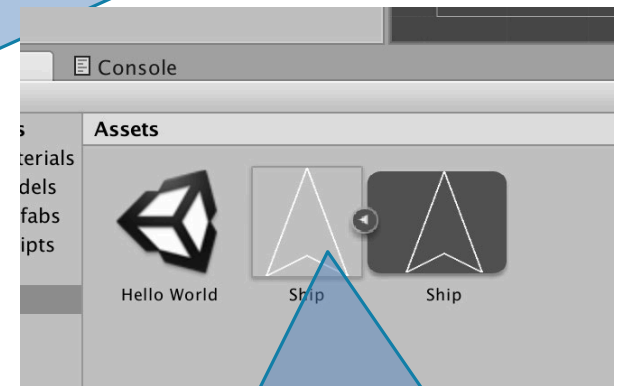 Console
Assets
s
terials
dels
fabs
ipts
Hello World
Ship
Ship